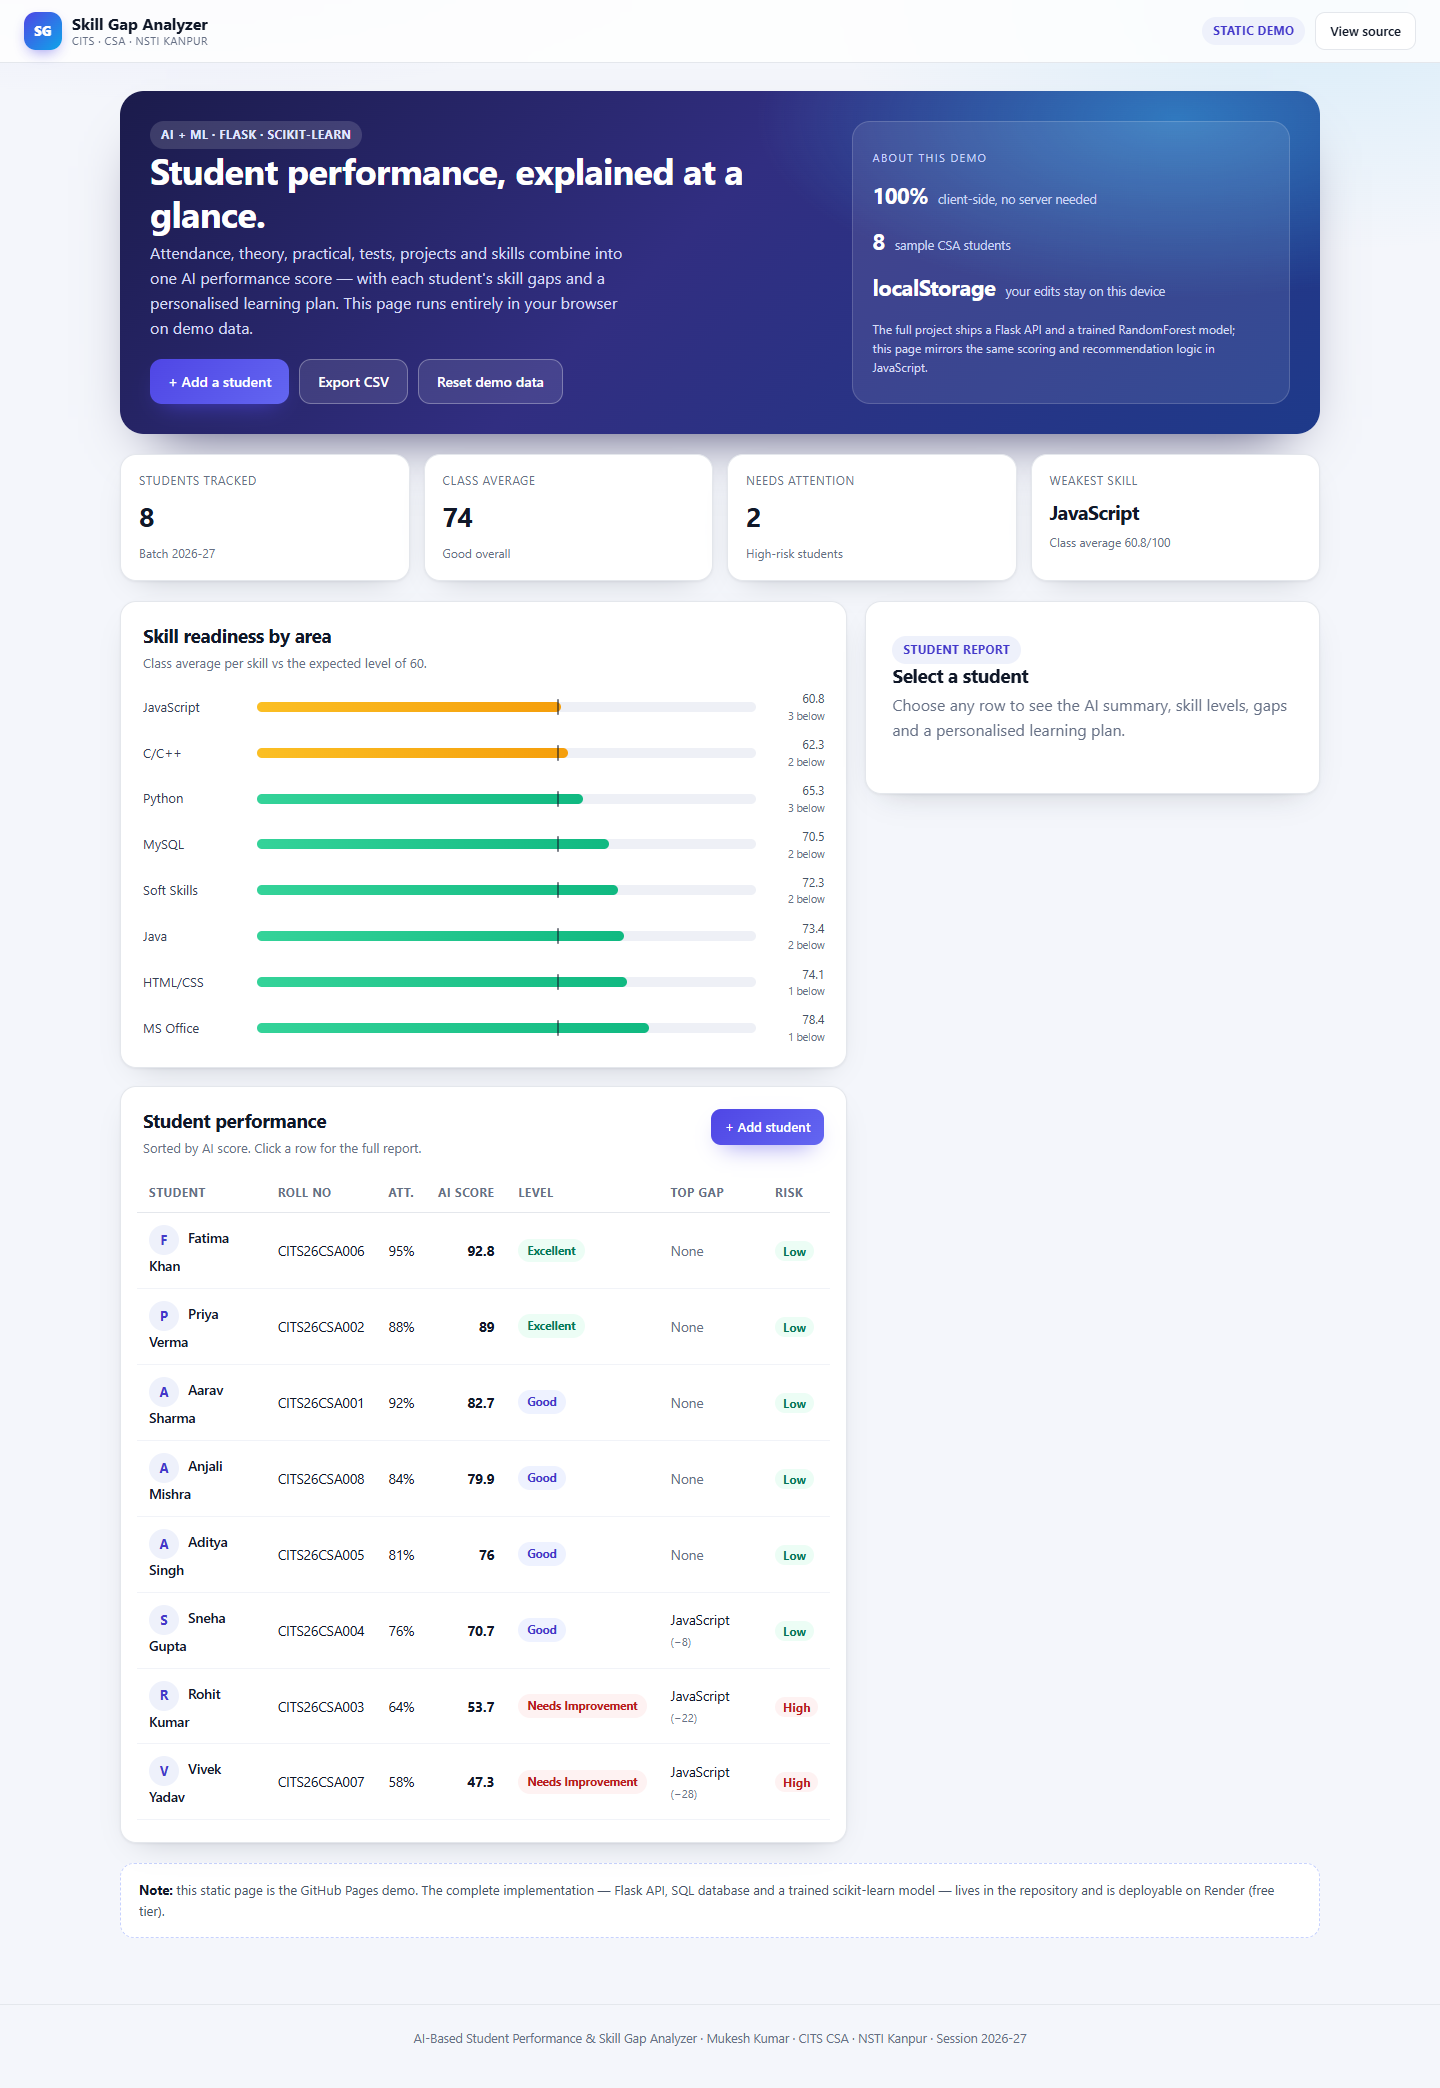 SG
Skill Gap Analyzer
CITS · CSA · NSTI KANPUR
STATIC DEMO
View source
AI + ML · FLASK · SCIKIT-LEARN
Student performance, explained at a
glance.
Attendance, theory, practical, tests, projects and skills combine into
one AI performance score — with each student's skill gaps and a
personalised learning plan. This page runs entirely in your browser
on demo data.
+ Add a student
Export CSV
Reset demo data
ABOUT THIS DEMO
100% client-side, no server needed
8 sample CSA students
localStorage your edits stay on this device
The full project ships a Flask API and a trained RandomForest model;
this page mirrors the same scoring and recommendation logic in
JavaScript.
STUDENTS TRACKED
8
Batch 2026-27
CLASS AVERAGE
74
Good overall
NEEDS ATTENTION
2
High-risk students
WEAKEST SKILL
JavaScript
Class average 60.8/100
Skill readiness by area
Class average per skill vs the expected level of 60.
JavaScript 60.8
3 below
C/C++ 62.3
2 below
Python 65.3
3 below
MySQL 70.5
2 below
Soft Skills 72.3
2 below
Java 73.4
2 below
HTML/CSS 74.1
1 below
MS Office 78.4
1 below
STUDENT REPORT
Select a student
Choose any row to see the AI summary, skill levels, gaps
and a personalised learning plan.
Student performance
Sorted by AI score. Click a row for the full report.
+ Add student
STUDENT ROLL NO ATT. AI SCORE LEVEL TOP GAP RISK
F Fatima Khan CITS26CSA006 95% 92.8 Excellent None Low
P Priya Verma CITS26CSA002 88% 89 Excellent None Low
A Aarav Sharma CITS26CSA001 92% 82.7 Good None Low
A Anjali Mishra CITS26CSA008 84% 79.9 Good None Low
A Aditya Singh CITS26CSA005 81% 76 Good None Low
S Sneha Gupta CITS26CSA004 76% 70.7 Good JavaScript (−8) Low
R Rohit Kumar CITS26CSA003 64% 53.7 Needs Improvement JavaScript (−22) High
V Vivek Yadav CITS26CSA007 58% 47.3 Needs Improvement JavaScript (−28) High
Note: this static page is the GitHub Pages demo. The complete implementation — Flask API, SQL database and a trained scikit-learn model — lives in the repository and is deployable on Render (free
tier).
AI-Based Student Performance & Skill Gap Analyzer · Mukesh Kumar · CITS CSA · NSTI Kanpur · Session 2026-27